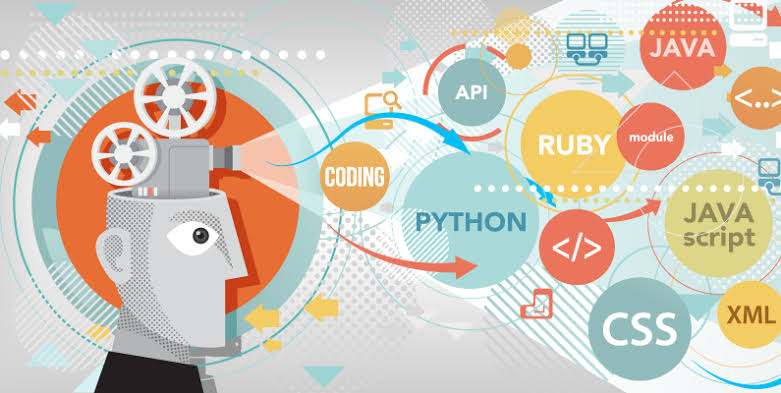 CODING
API
PYTHON
RUBY
module
JAVA
<...>
</>
JAVA
script
CSS
XML